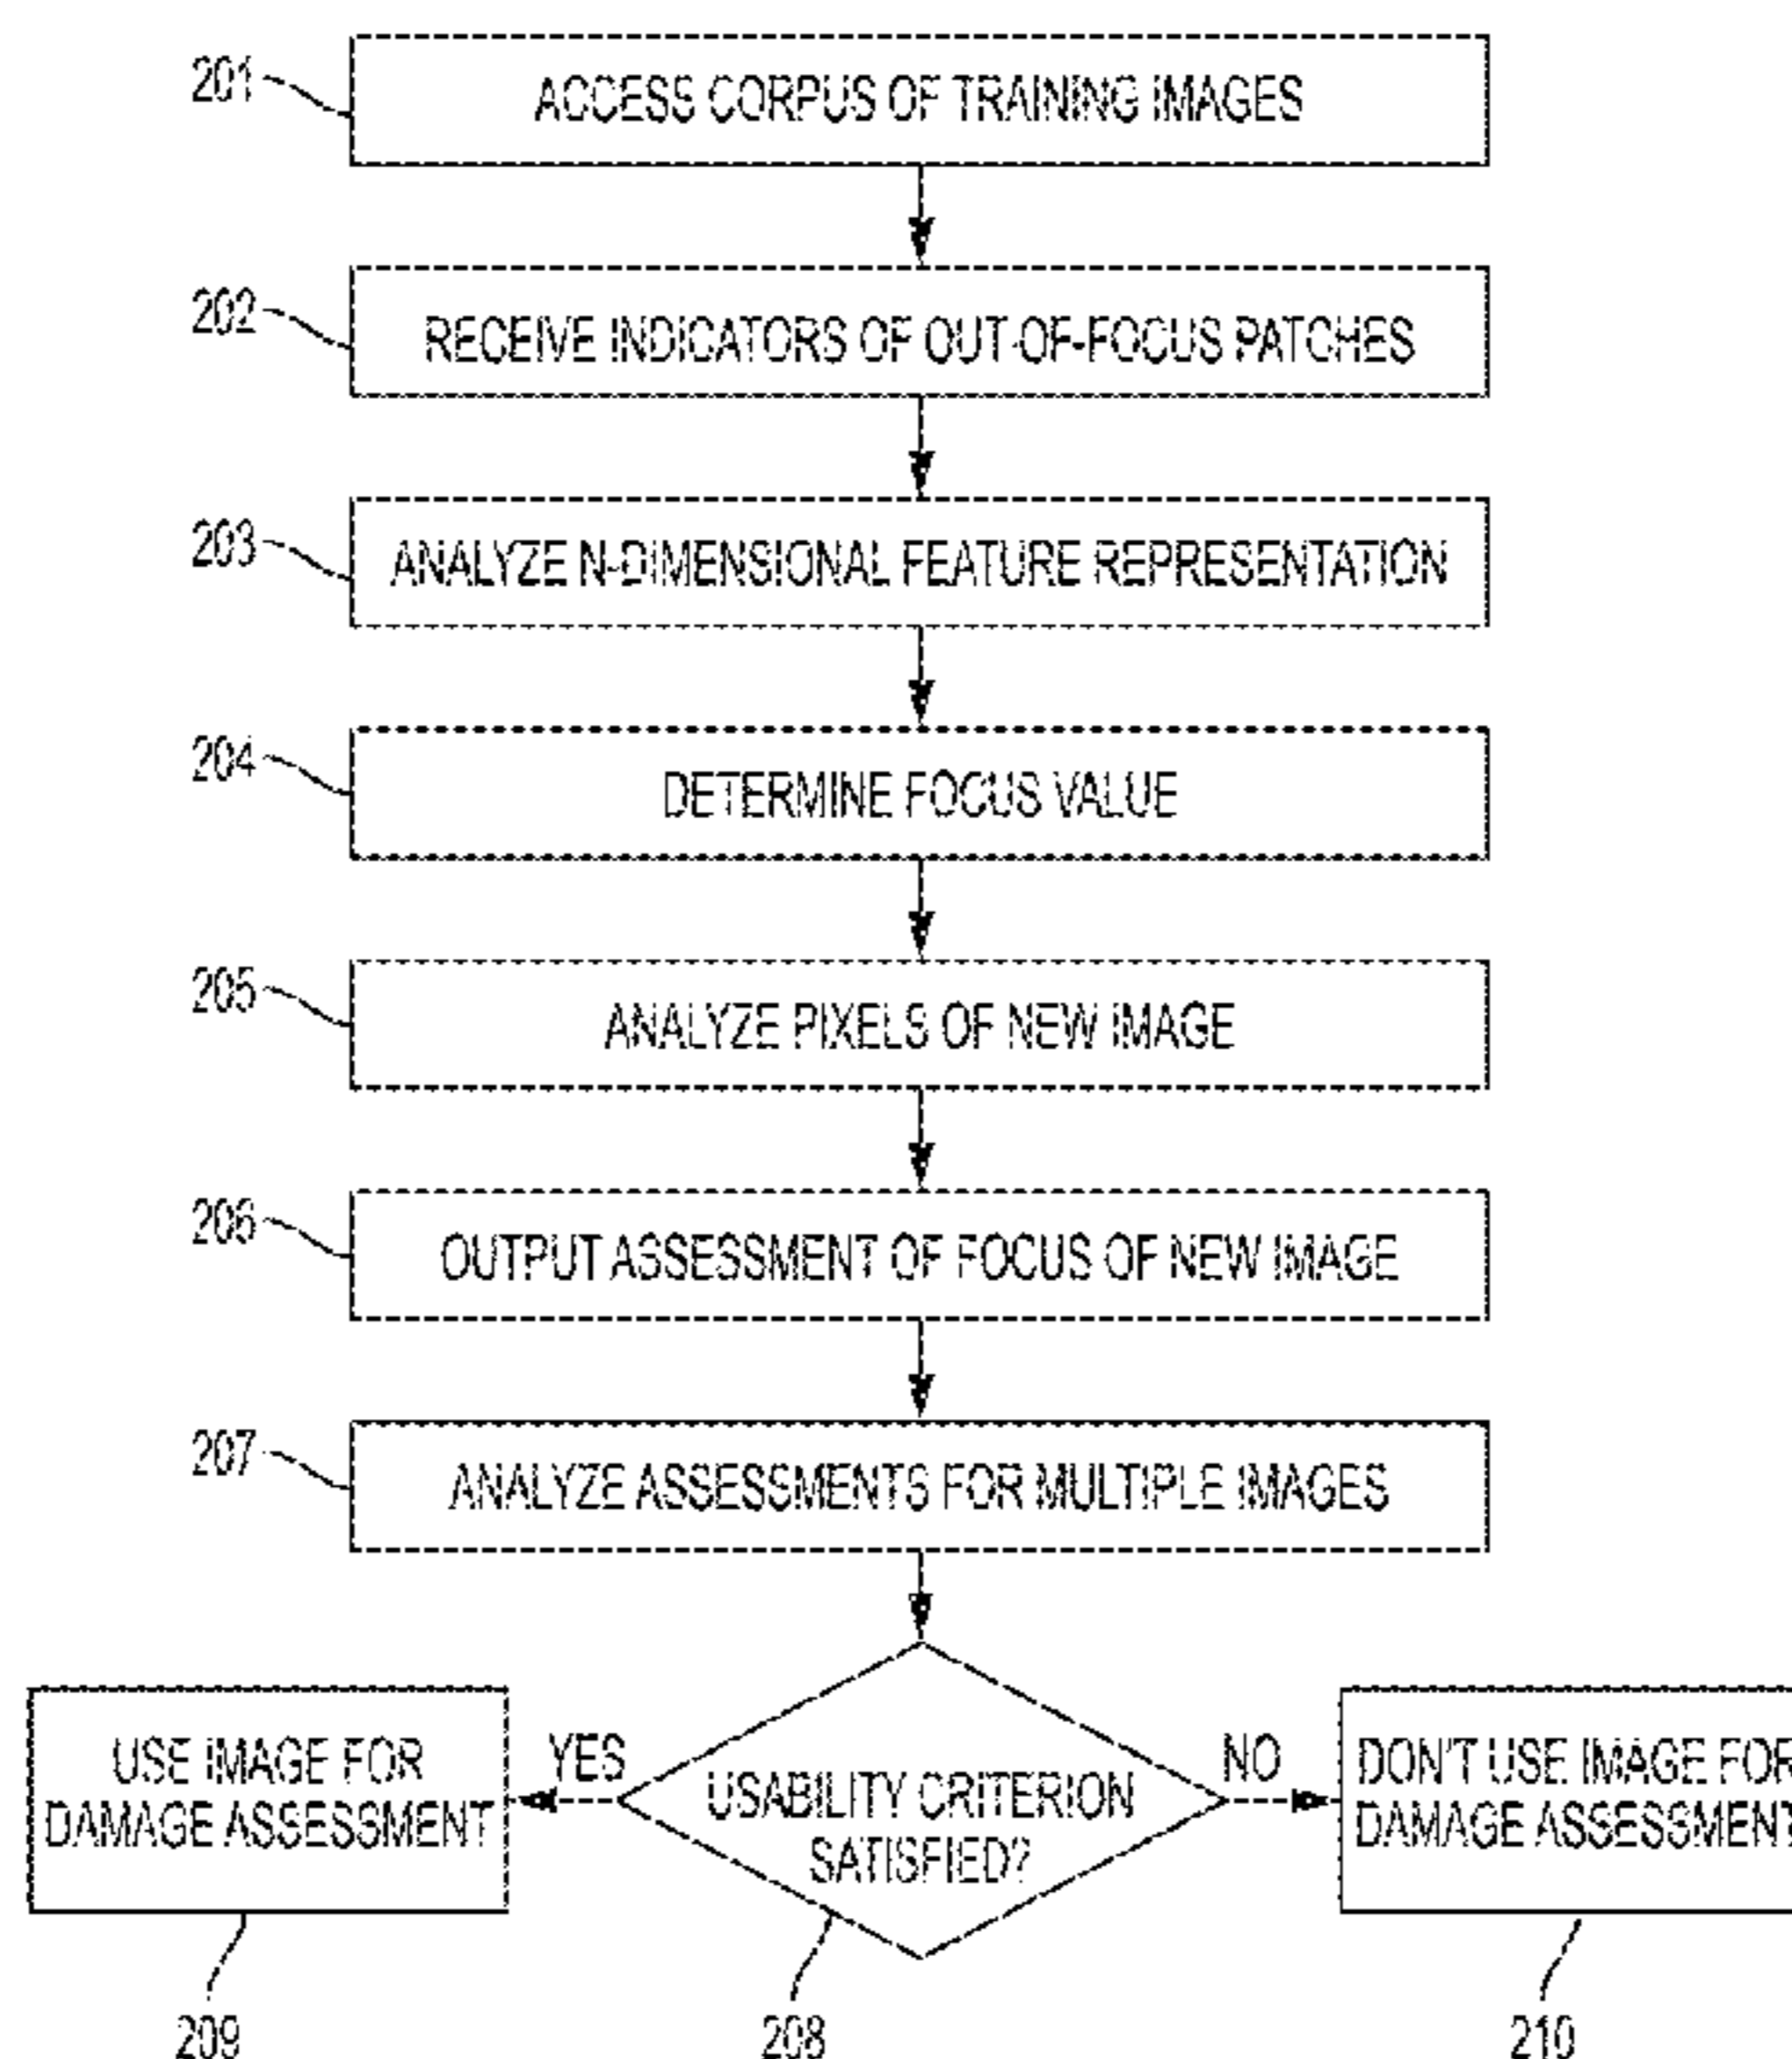 201
ACCESS CORPUS OF TRAINING IMAGES
202
RECEIVE INDICATORS OF OUT-OF-FOCUS PATCHES
203
ANALYZE N-DIMENSIONAL FEATURE REPRESENTATION
204
DETERMINE FOCUS VALUE
205
ANALYZE PIXELS OF NEW IMAGE
206
OUTPUT ASSESSMENT OF FOCUS OF NEW IMAGE
207
ANALYZE ASSESSMENTS FOR MULTIPLE IMAGES
USE IMAGE FOR
DAMAGE ASSESSMENT
YES
USABILITY CRITERION
SATISFIED?
NO
DON'T USE IMAGE FOR
DAMAGE ASSESSMENT
209
208
210